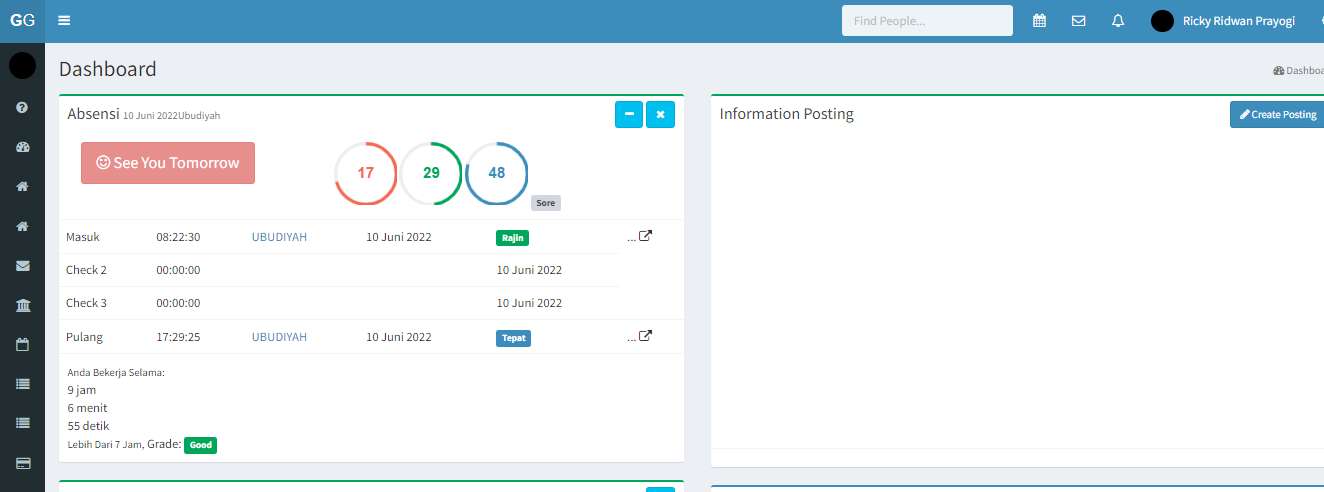 GG
Find People...
Ricky Ridwan Prayogi
Dashboard
Absensi 10 Juni 2022Ubudiyah
See You Tomorrow
17 29 48
Sore
Masuk 08:22:30 UBUDIYAH 10 Juni 2022 Rajin ...
Check 2 00:00:00 10 Juni 2022
Check 3 00:00:00 10 Juni 2022
Pulang 17:29:25 UBUDIYAH 10 Juni 2022 Tepat ...
Anda Bekerja Selama:
9 jam
6 menit
55 detik
Lebih Dari 7 Jam, Grade: Good
Dashboa
Information Posting
Create Posting